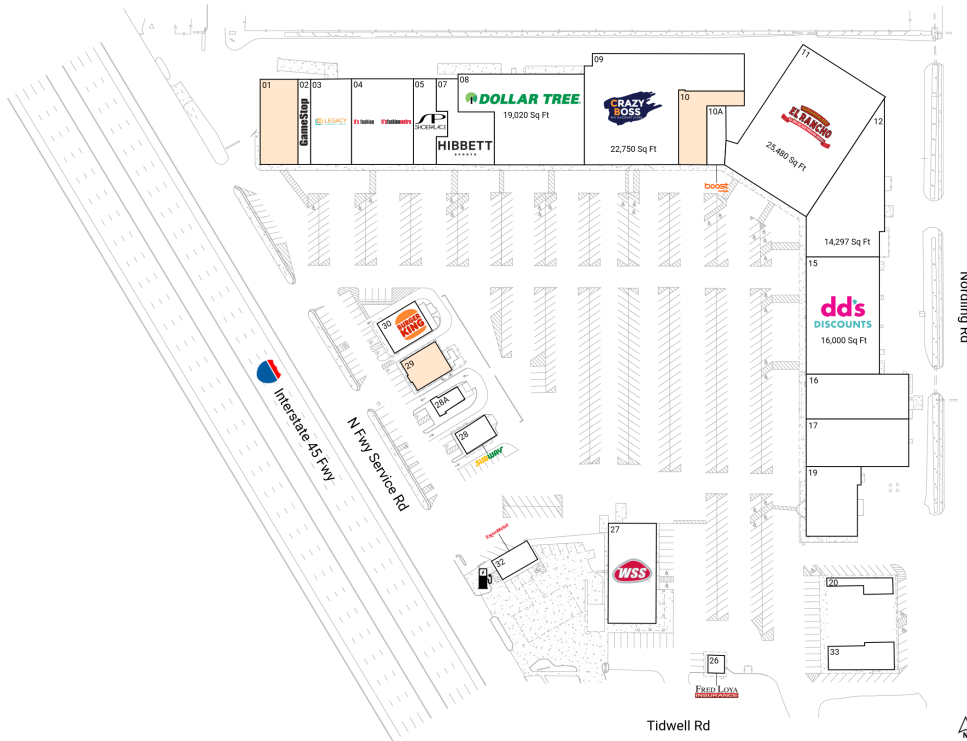 01
02
03
04
05
07
08
09
10
10A
11
12
GameStop
LEGACY
it's fashion
it's fashion metro
SP
SHOE PALACE
HIBBETT
SPORTS
DOLLAR TREE
19,020 Sq Ft
CRAZY
BOSS
22,750 Sq Ft
boost
EL RANCHO
25,480 Sq Ft
14,297 Sq Ft
15
dd's
DISCOUNTS
16,000 Sq Ft
16
17
19
Nordling Rd
30
BURGER
KING
29
28A
28
SUBWAY
Interstate 45 Fwy
N Fwy Service Rd
ExxonMobil
32
27
WSS
20
33
26
FRED LOYA
INSURANCE
Tidwell Rd
N